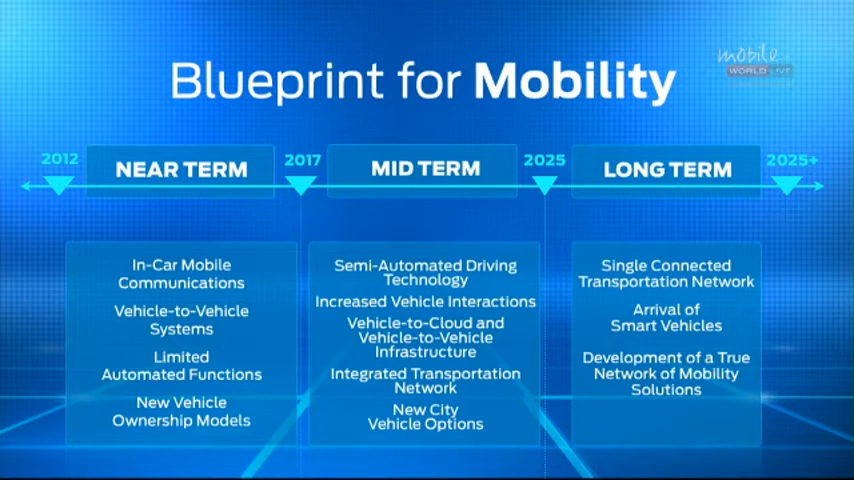 mobile
WORLD LIVE
Blueprint for Mobility
2012
NEAR TERM
2017
MID TERM
2025
LONG TERM
2025+
In-Car Mobile
Communications
Vehicle-to-Vehicle
Systems
Limited
Automated Functions
New Vehicle
Ownership Models
Semi-Automated Driving
Technology
Increased Vehicle Interactions
Vehicle-to-Cloud and
Vehicle-to-Vehicle
Infrastructure
Integrated Transportation
Network
New City
Vehicle Options
Single Connected
Transportation Network
Arrival of
Smart Vehicles
Development of a True
Network of Mobility
Solutions